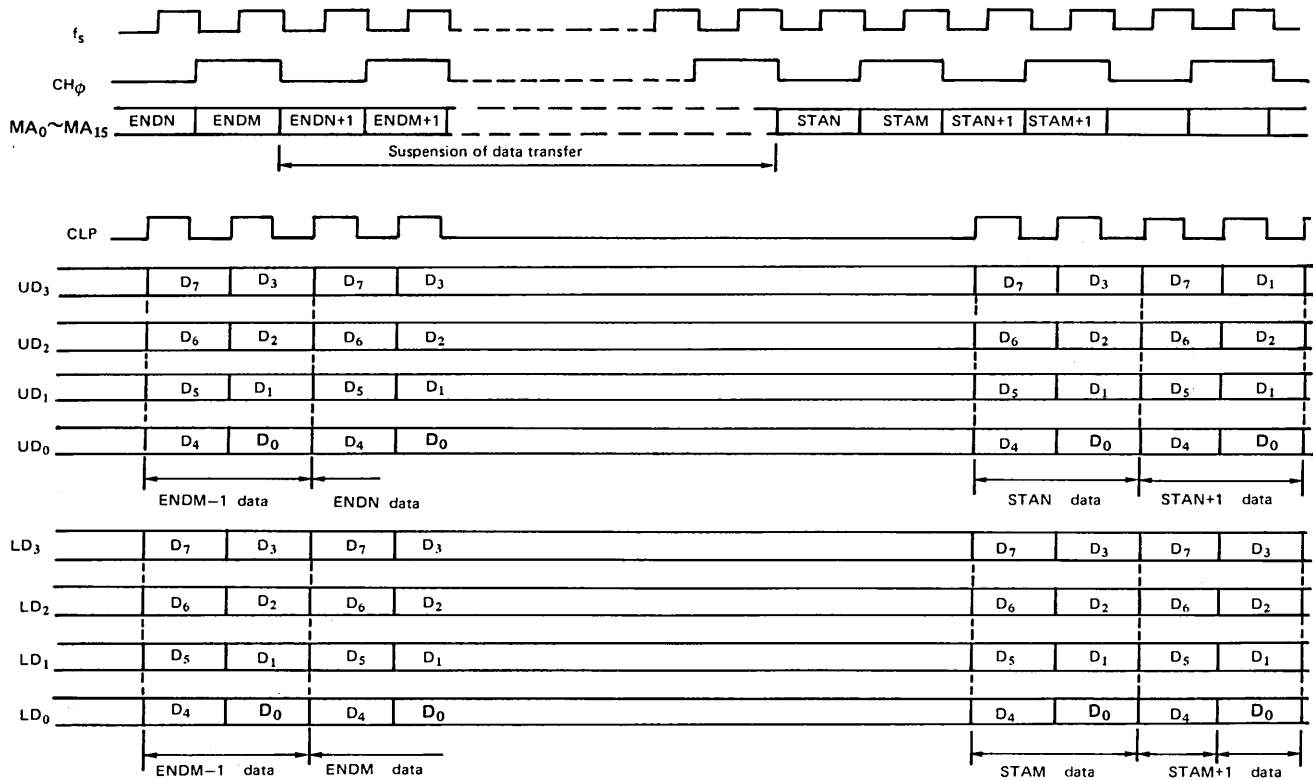 fs
CHφ
MA0~MA15 ENDN ENDM ENDN+1 ENDM+1 STAN STAM STAN+1 STAM+1
Suspension of data transfer
CLP
UD3 D7 D3 D7 D3 D7 D3 D7 D1
UD2 D6 D2 D6 D2 D6 D2 D6 D2
UD1 D5 D1 D5 D1 D5 D1 D5 D1
UD0 D4 D0 D4 D0 D4 D0 D4 D0
ENDM−1 data ENDN data STAN data STAN+1 data
LD3 D7 D3 D7 D3 D7 D3 D7 D3
LD2 D6 D2 D6 D2 D6 D2 D6 D2
LD1 D5 D1 D5 D1 D5 D1 D5 D1
LD0 D4 D0 D4 D0 D4 D0 D4 D0
ENDM−1 data ENDM data STAM data STAM+1 data